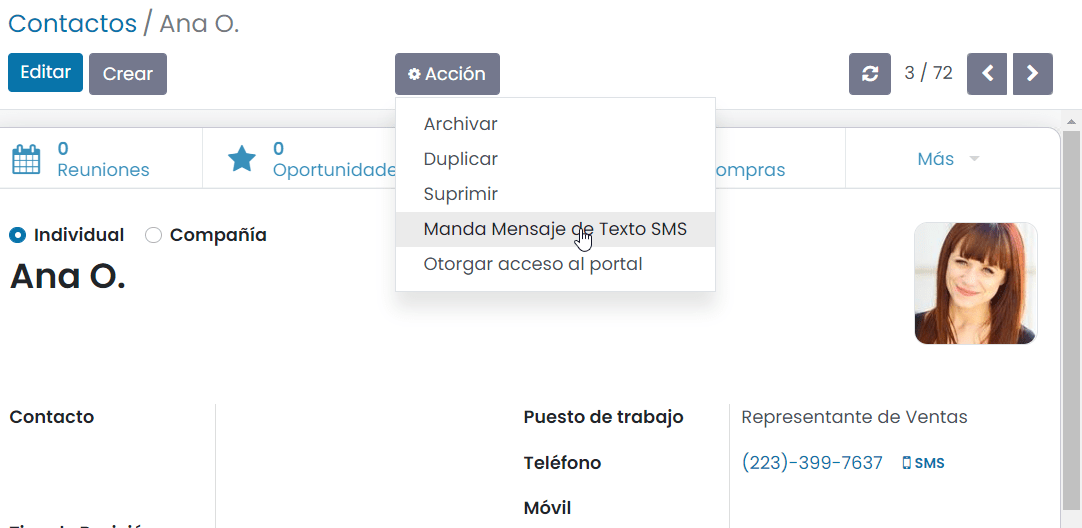 Contactos / Ana O.
Editar Crear Acción 3 / 72
Archivar
Duplicar
Suprimir
Manda Mensaje de Texto SMS
Otorgar acceso al portal
0 Reuniones
0 Oportunidade
ompras
Más
Individual Compañía
Ana O.
Contacto
Puesto de trabajo Representante de Ventas
Teléfono (223)-399-7637 SMS
Móvil